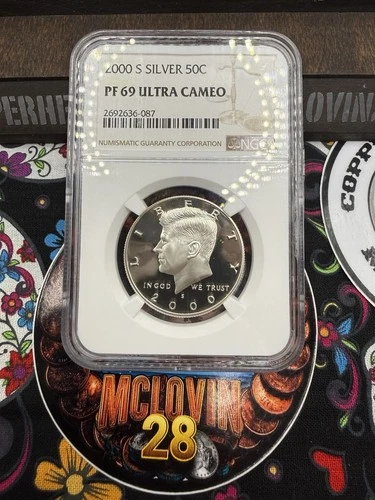 2000 S SILVER 50C
PF 69 ULTRA CAMEO
2692636-087
NUMISMATIC GUARANTY CORPORATION
NGC
LIBERTY
IN GOD WE TRUST
S
2000
COPP
MCLOVIN
28